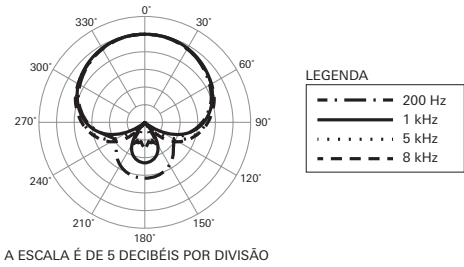 0°
330°
30°
300°
60°
270°
90°
240°
120°
210°
150°
180°
LEGENDA
200 Hz
1 kHz
5 kHz
8 kHz
A ESCALA É DE 5 DECIBÉIS POR DIVISÃO